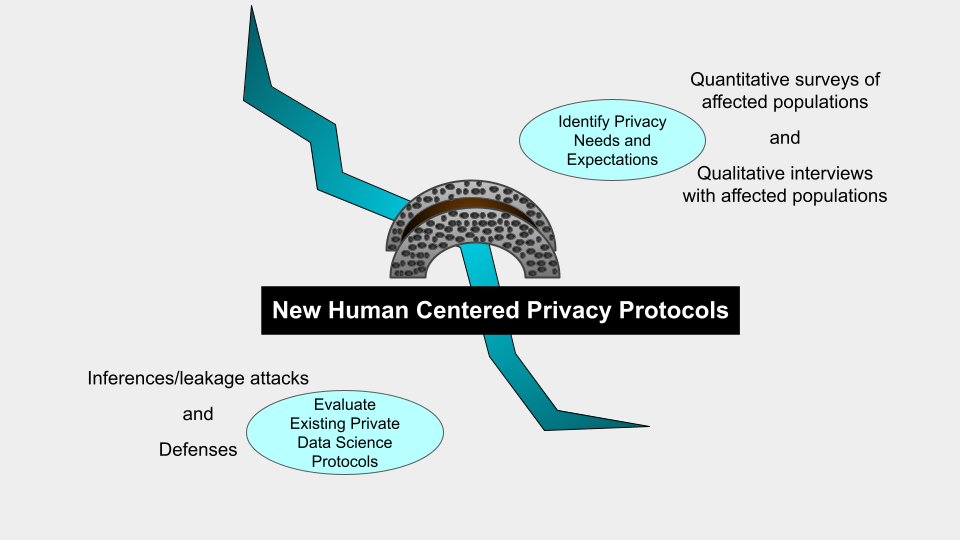 Quantitative surveys of
affected populations
and
Qualitative interviews
with affected populations
Identify Privacy
Needs and
Expectations
New Human Centered Privacy Protocols
Inferences/leakage attacks
and
Defenses
Evaluate
Existing Private
Data Science
Protocols